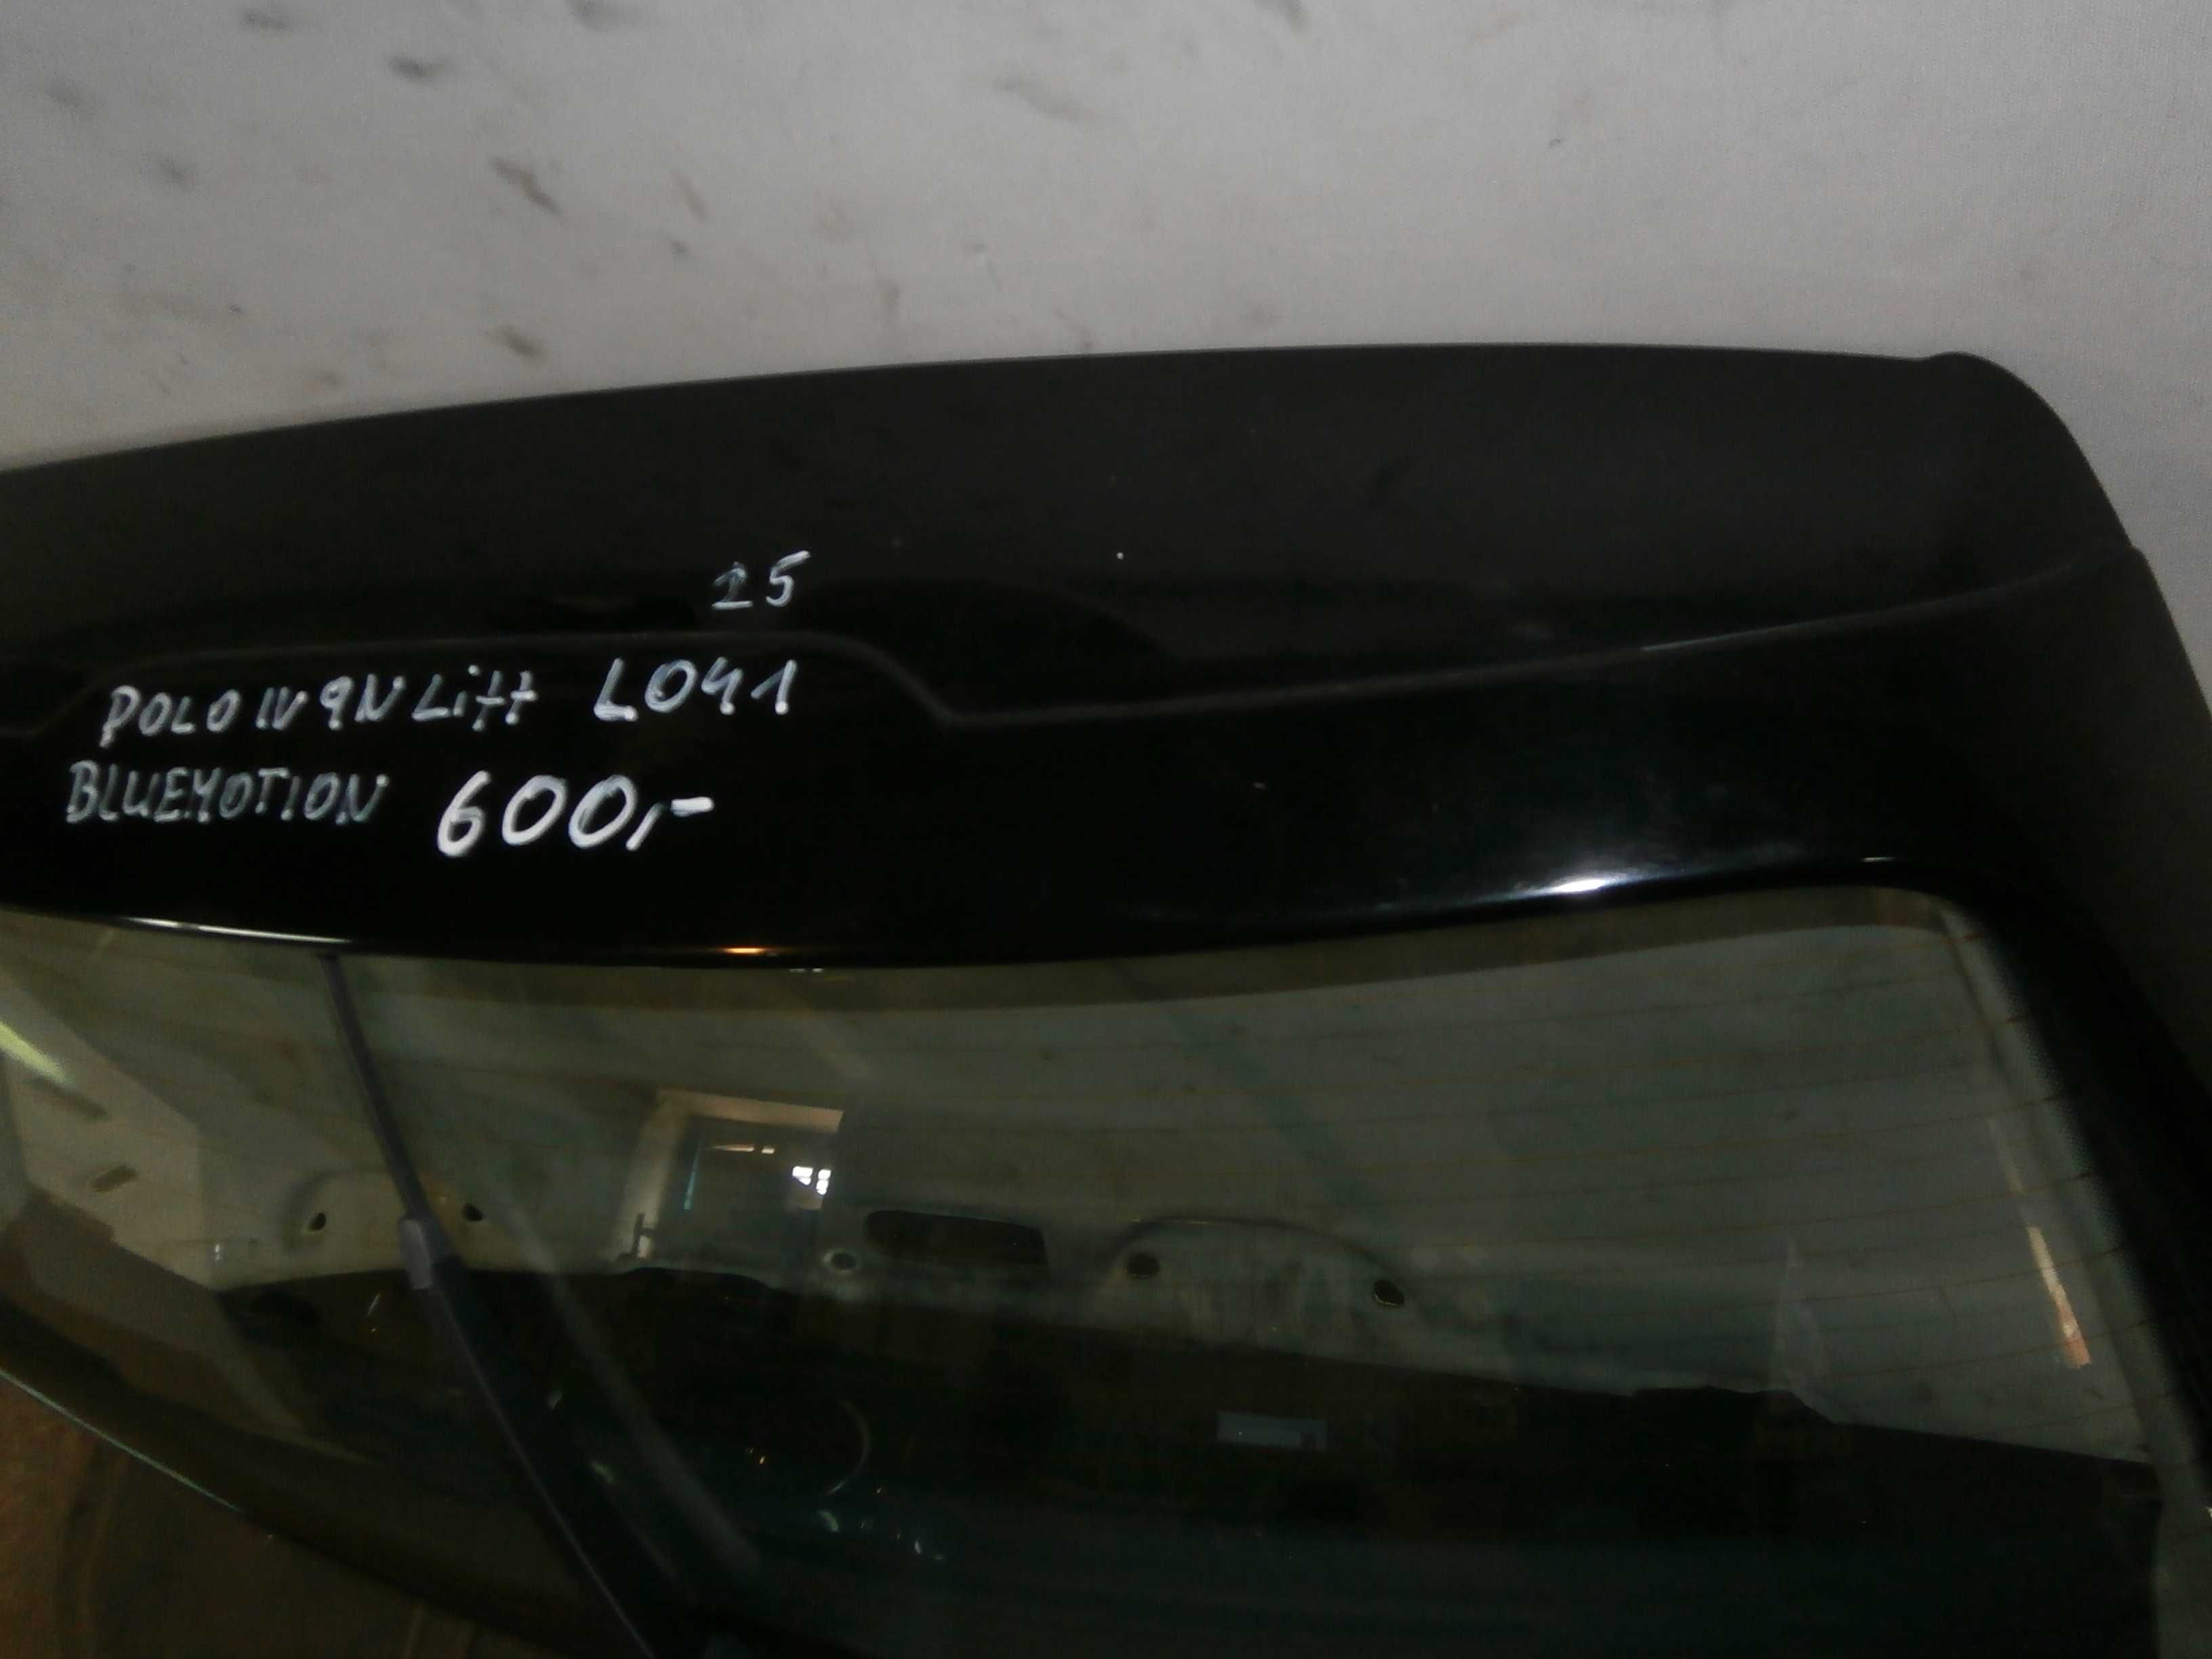 25
POLO IV 9N Lift L041
BLUEMOTION 600,-